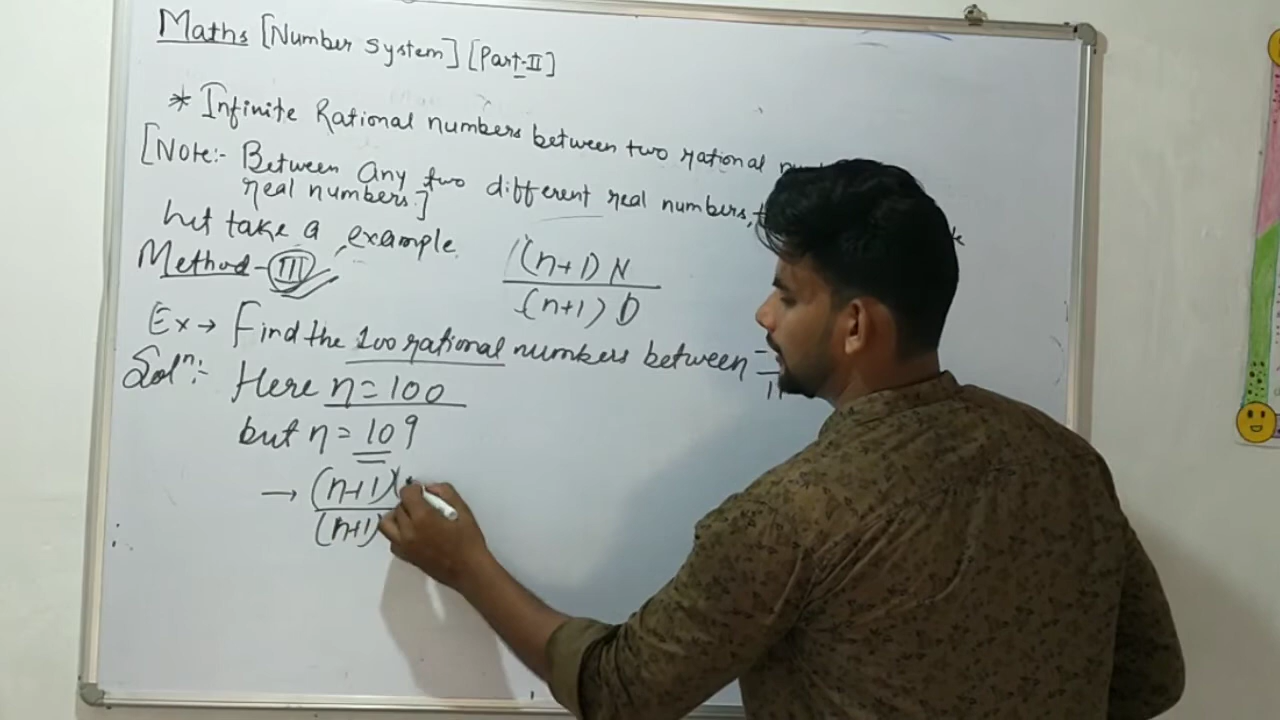 Maths [Number System] [Part-II]
* Infinite Rational numbers between two rational
[Note:- Between any two different real numbers,
real numbers.]
let take a example.
Method - III
(n+1) N
(n+1) D
Ex → Find the 100 rational numbers between
Solⁿ:- Here n = 100
but n = 109
→ (n+1)(
(n+1)